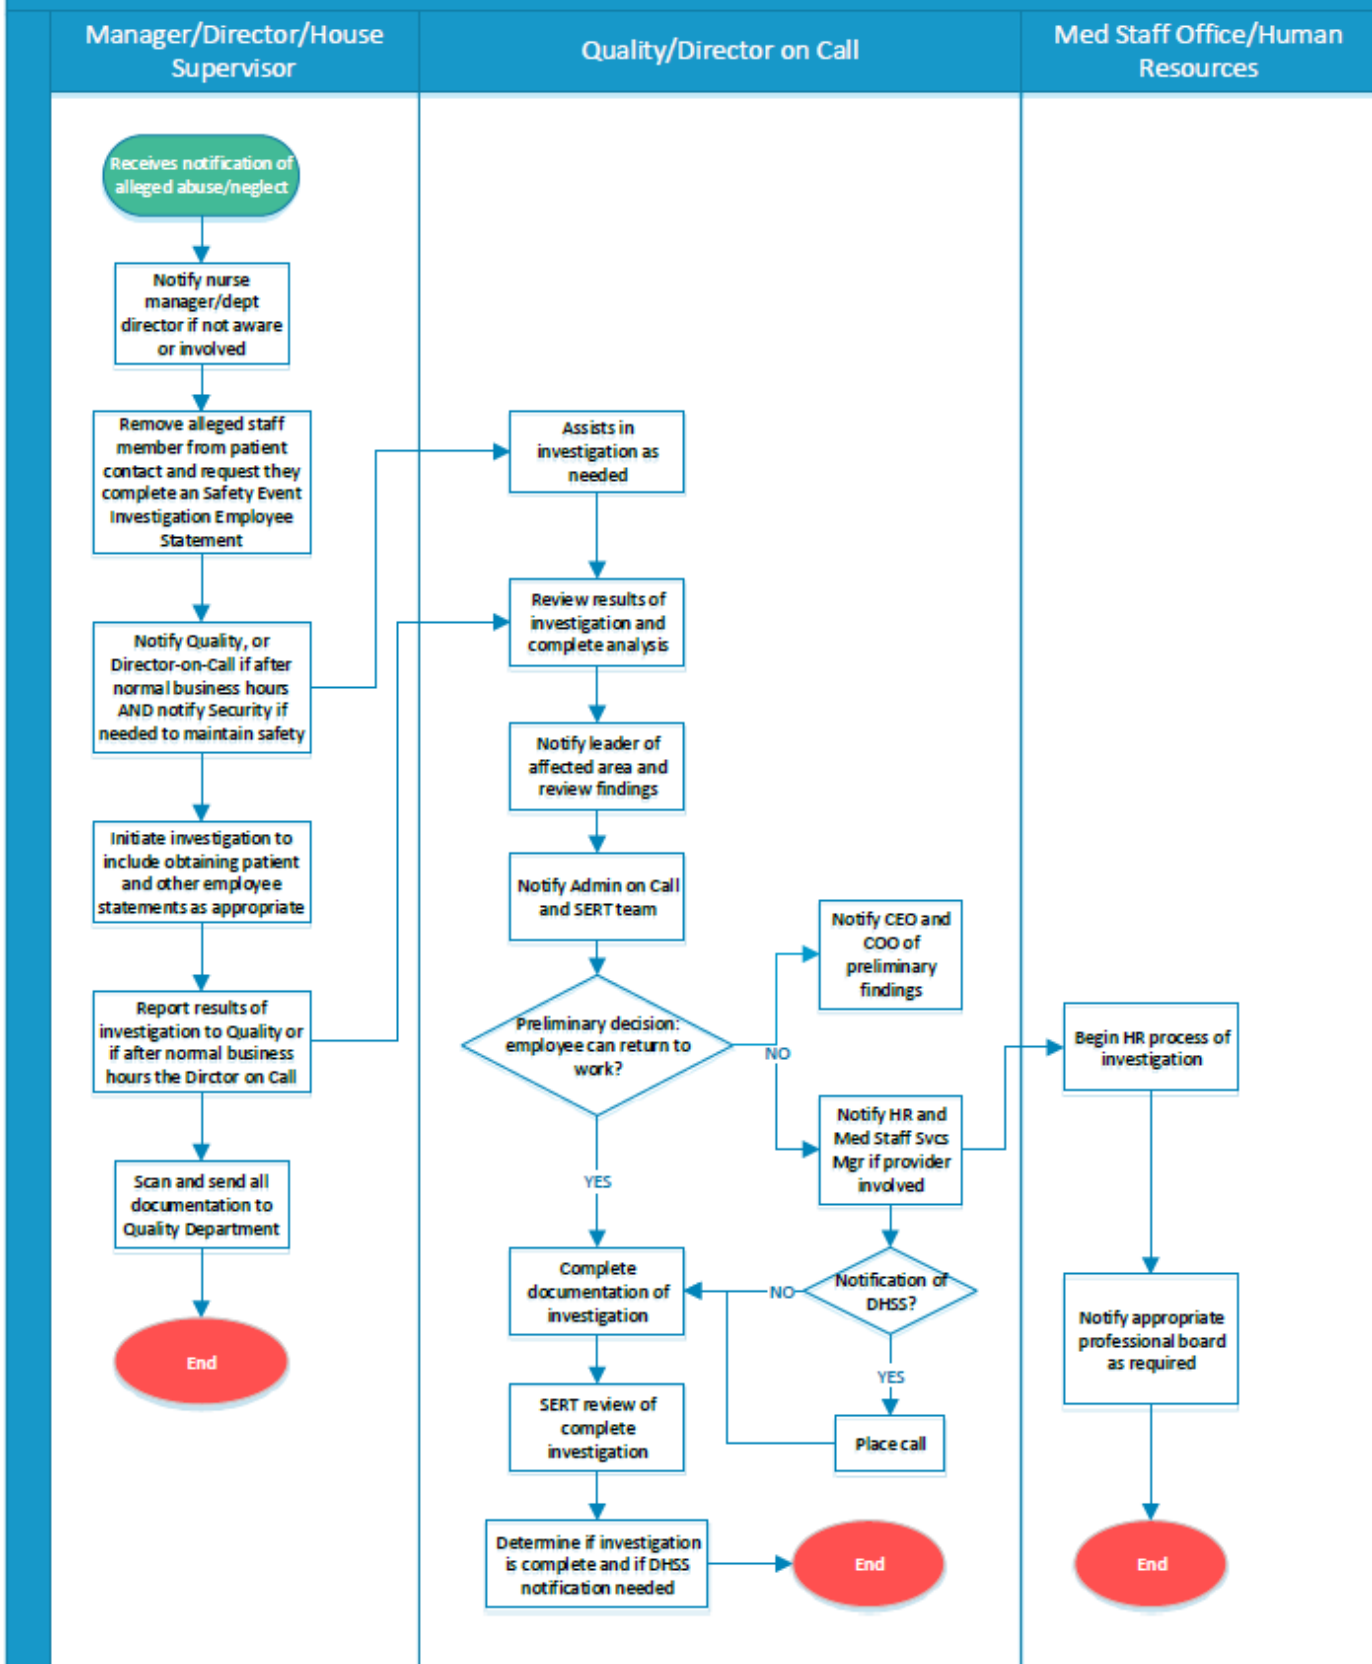 Manager/Director/House
Supervisor
Quality/Director on Call
Med Staff Office/Human
Resources
Receives notification of
alleged abuse/neglect
Notify nurse
manager/dept
director if not aware
or involved
Remove alleged staff
member from patient
contact and request they
complete an Safety Event
Investigation Employee
Statement
Notify Quality, or
Director-on-Call if after
normal business hours
AND notify Security if
needed to maintain safety
Initiate investigation to
include obtaining patient
and other employee
statements as appropriate
Report results of
investigation to Quality or
if after normal business
hours the Dirctor on Call
Scan and send all
documentation to
Quality Department
End
Assists in
investigation as
needed
Review results of
investigation and
complete analysis
Notify leader of
affected area and
review findings
Notify Admin on Call
and SERT team
Preliminary decision:
employee can return to
work?
NO
YES
Notify CEO and
COO of
preliminary
findings
Notify HR and
Med Staff Svcs
Mgr if provider
involved
Notification of
DHSS?
NO
YES
Place call
Complete
documentation of
investigation
SERT review of
complete
investigation
Determine if investigation
is complete and if DHSS
notification needed
End
Begin HR process of
investigation
Notify appropriate
professional board
as required
End